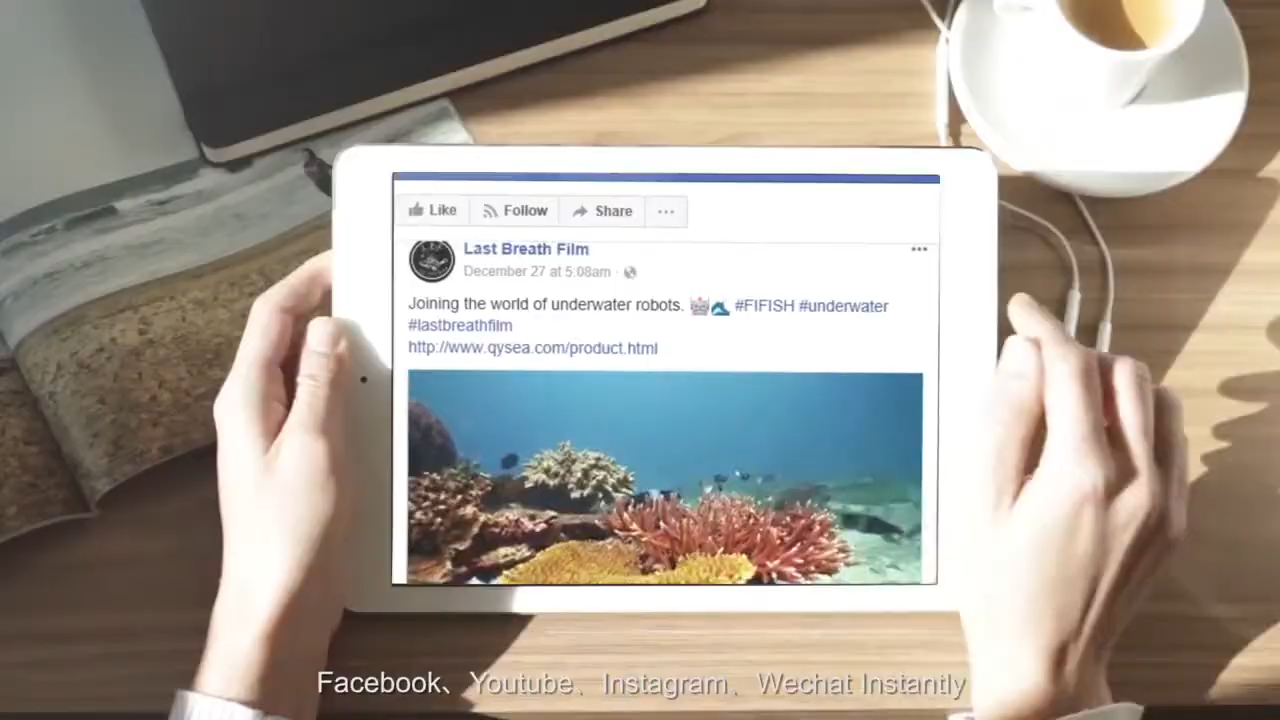 Like Follow Share ...
Last Breath Film
December 27 at 5:08am ·
Joining the world of underwater robots. 🤖🌊 #FIFISH #underwater
#lastbreathfilm
http://www.qysea.com/product.html
Facebook、Youtube、Instagram、Wechat Instantly